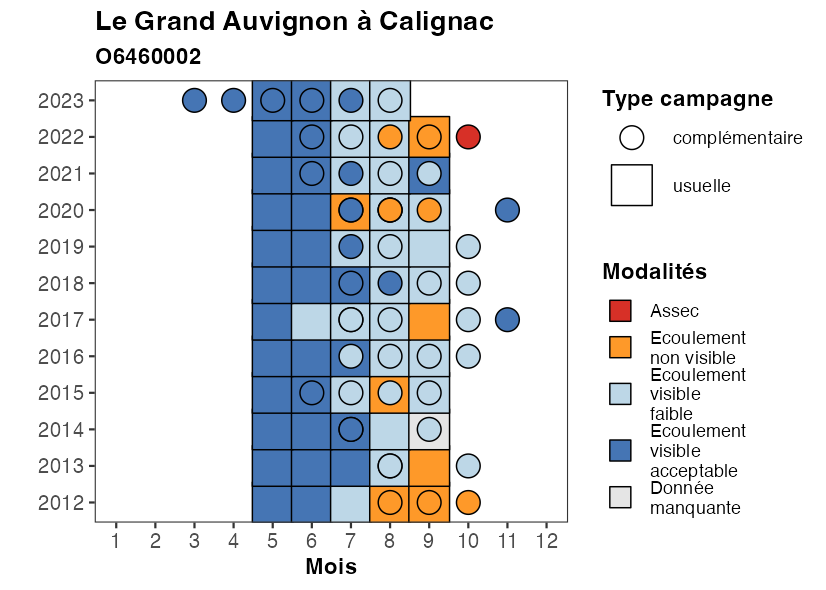 Le Grand Auvignon à Calignac
O6460002
2023
2022
2021
2020
2019
2018
2017
2016
2015
2014
2013
2012
1 2 3 4 5 6 7 8 9 10 11 12
Mois
Type campagne
complémentaire
usuelle
Modalités
Assec
Ecoulement
non visible
Ecoulement
visible
faible
Ecoulement
visible
acceptable
Donnée
manquante